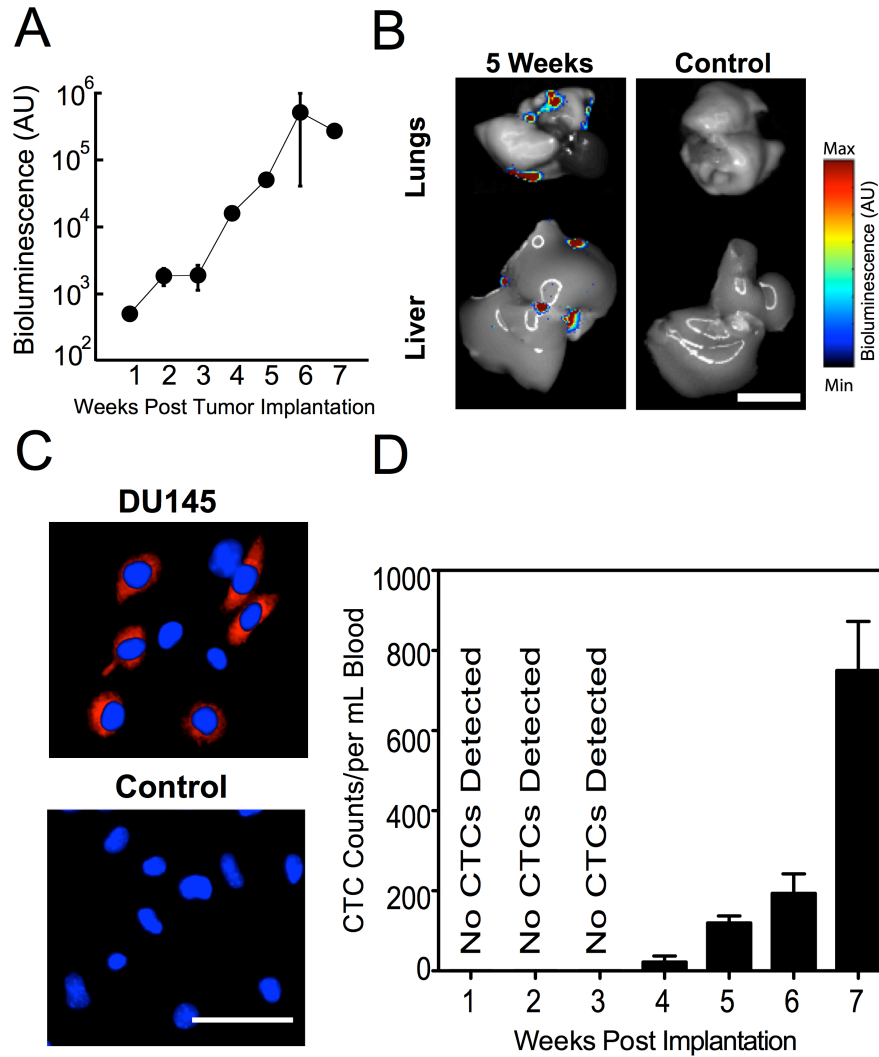 A
Bioluminescence (AU)
10^6
10^5
10^4
10^3
10^2
1 2 3 4 5 6 7
Weeks Post Tumor Implantation
B
5 Weeks Control
Lungs
Liver
Max
Bioluminescence (AU)
Min
C
DU145
Control
D
CTC Counts/per mL Blood
1000
800
600
400
200
0
No CTCs Detected
No CTCs Detected
No CTCs Detected
1 2 3 4 5 6 7
Weeks Post Implantation